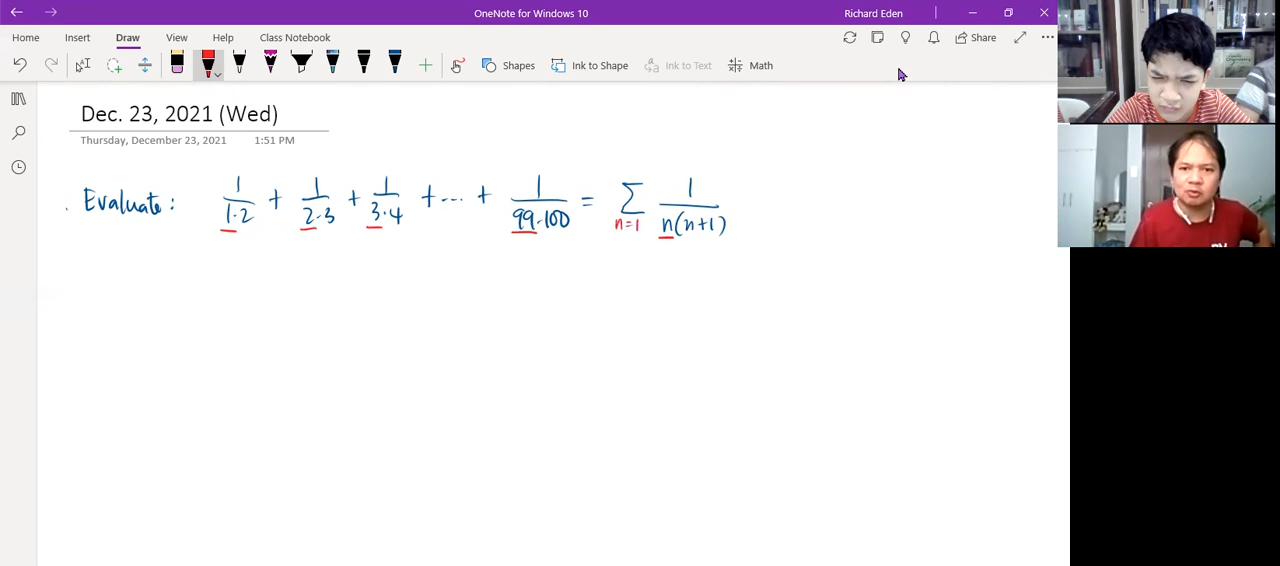 OneNote for Windows 10
Richard Eden
Home Insert Draw View Help Class Notebook
Share
Shapes Ink to Shape Ink to Text Math
Dec. 23, 2021 (Wed)
Thursday, December 23, 2021 1:51 PM
Evaluate: 1/(1·2) + 1/(2·3) + 1/(3·4) + ... + 1/(99·100) = Σ n=1 1/(n(n+1))